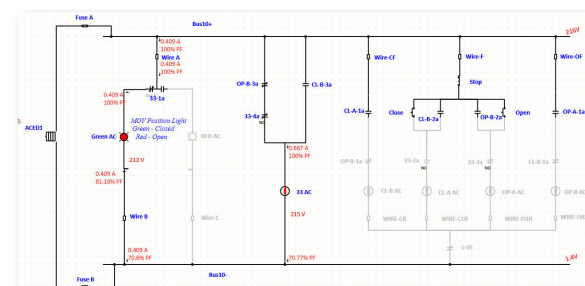 Fuse A
Bus10+
216V
0.409 A
100% PF
Wire A
0.409 A
100% PF
Wire-CF
Wire-F
Wire-OF
OP-B-3a
CL-B-3a
Stop
0.409 A
100% PF
33-1a
CL-A-1a
Close
CL-B-2a
OP-B-2a
Open
OP-A-1a
MOV Position Light
Green - Closed
Red - Open
33-4a
NC
ACED1
Green AC
RED AC
0.687 A
100% PF
213 V
OP-B-1a
33-2a
NC
33-3a
NC
CL-B-1a
0.409 A
81.18% PF
33 AC
CL-B AC
CL-A AC
OP-A AC
OP-B AC
215 V
Wire B
Wire C
WIRE-CR
WIRE-C1R
WIRE-O1R
WIRE-OR
0.409 A
70.6% PF
70.77% PF
Bus10-
1.4V
Fuse B